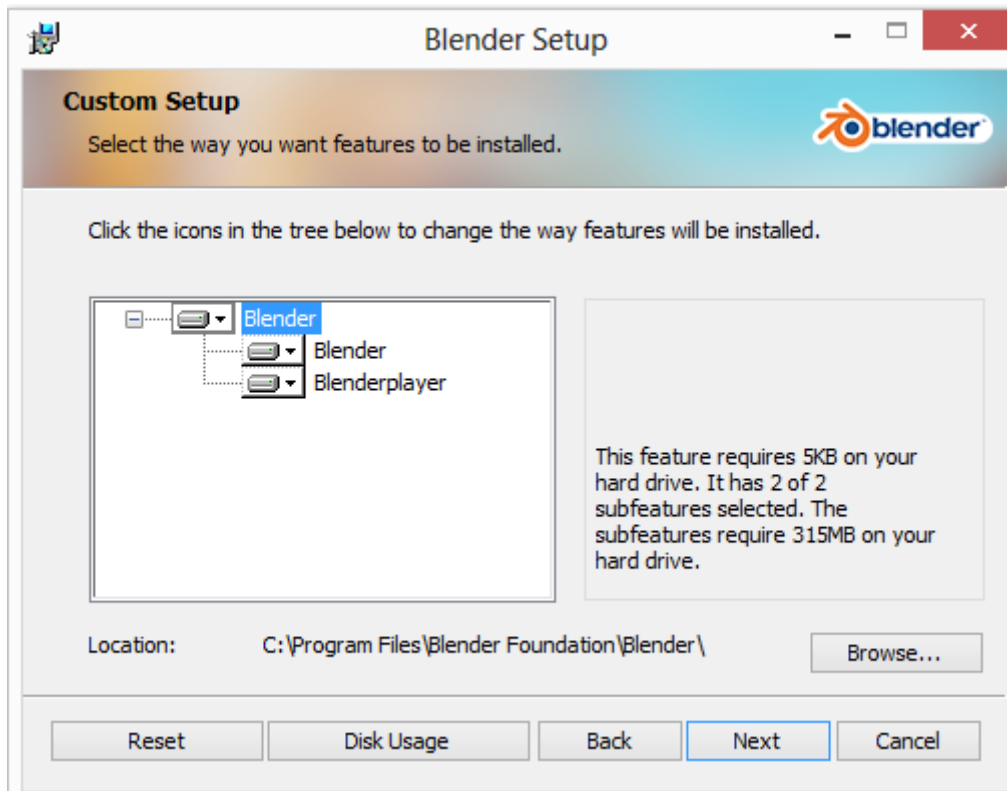 Blender Setup
Custom Setup
Select the way you want features to be installed.
blender
Click the icons in the tree below to change the way features will be installed.
Blender
Blender
Blenderplayer
This feature requires 5KB on your
hard drive. It has 2 of 2
subfeatures selected. The
subfeatures require 315MB on your
hard drive.
Location: C:\Program Files\Blender Foundation\Blender\
Browse...
Reset Disk Usage Back Next Cancel